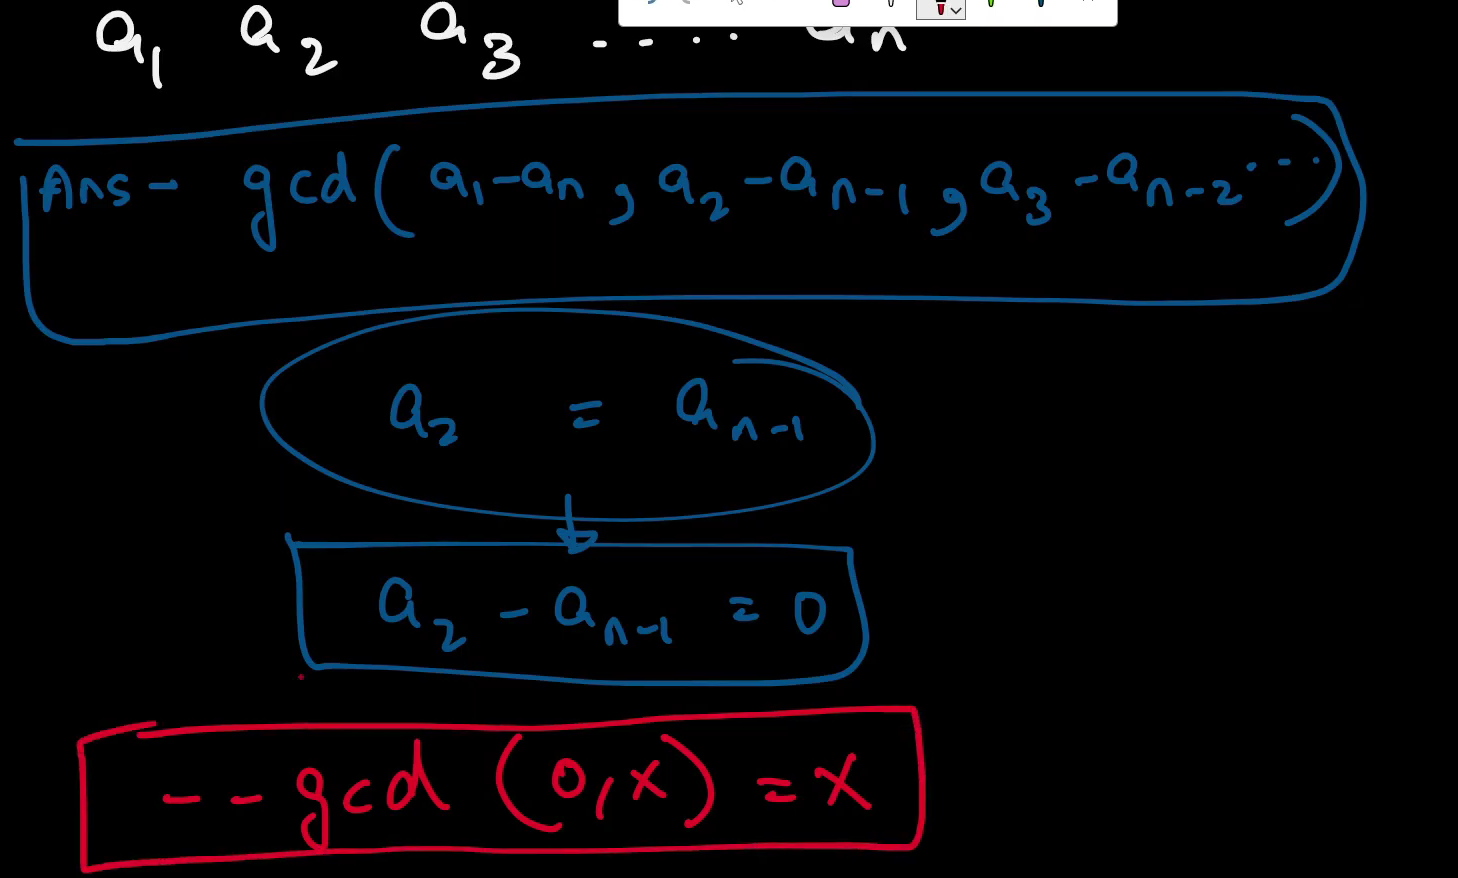 a1 a2 a3 ----.. an
Ans - gcd(a1-an, a2-an-1, a3-an-2....)
a2 = an-1
a2 - an-1 = 0
-- gcd (0,x) = x